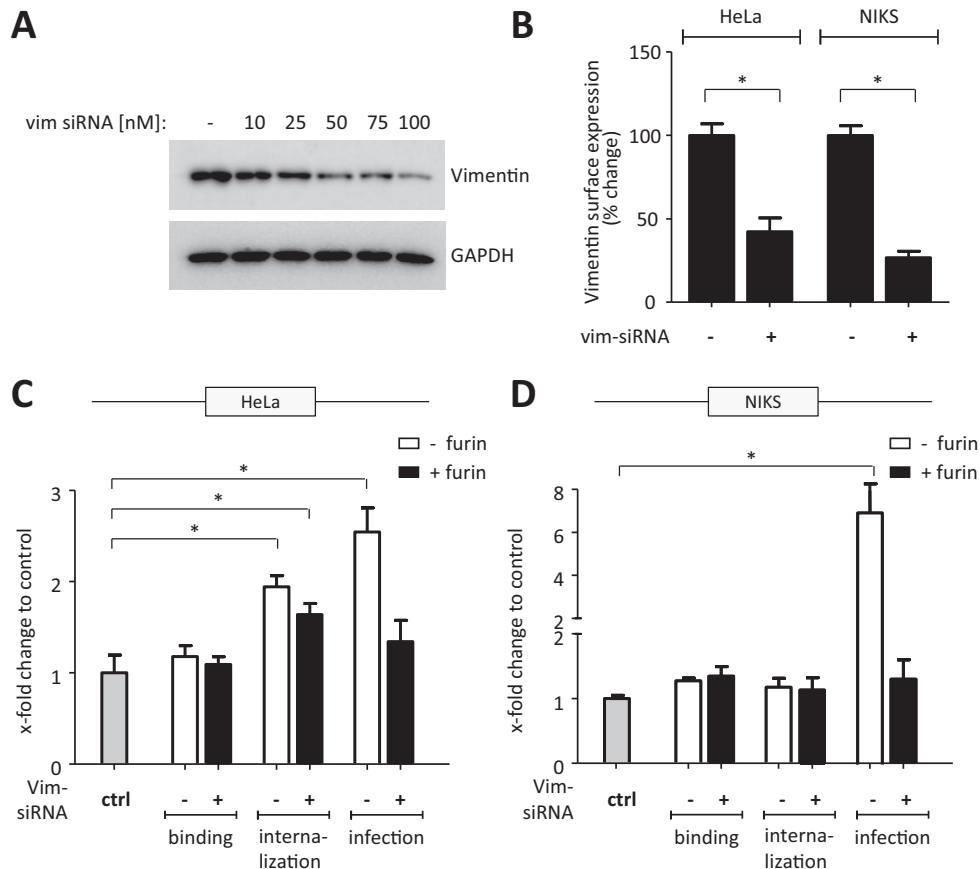 A
vim siRNA [nM]: - 10 25 50 75 100
Vimentin
GAPDH
B
HeLa NIKS
Vimentin surface expression
(% change)
150
100
50
0
* *
vim-siRNA - + - +
C
HeLa
- furin
+ furin
* 
*
*
x-fold change to control
3
2
1
0
Vim-
siRNA
ctrl - + - + - +
binding interna- infection
lization
D
NIKS
- furin
+ furin
*
x-fold change to control
8
6
4
2
2
1
0
Vim-
siRNA
ctrl - + - + - +
binding interna- infection
lization